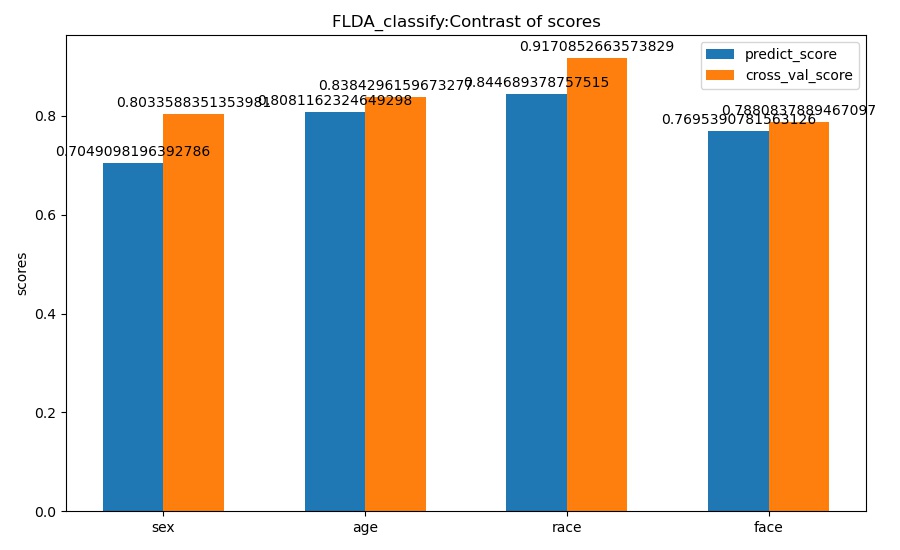 FLDA_classify:Contrast of scores
0.9170852663573829
predict_score
cross_val_score
0.8384296159673277
0.844689378757515
0.8033588351353981
0.8081162324649298
0.7880837889467097
0.7695390781563126
0.7049098196392786
0.8
0.6
0.4
0.2
0.0
scores
sex
age
race
face